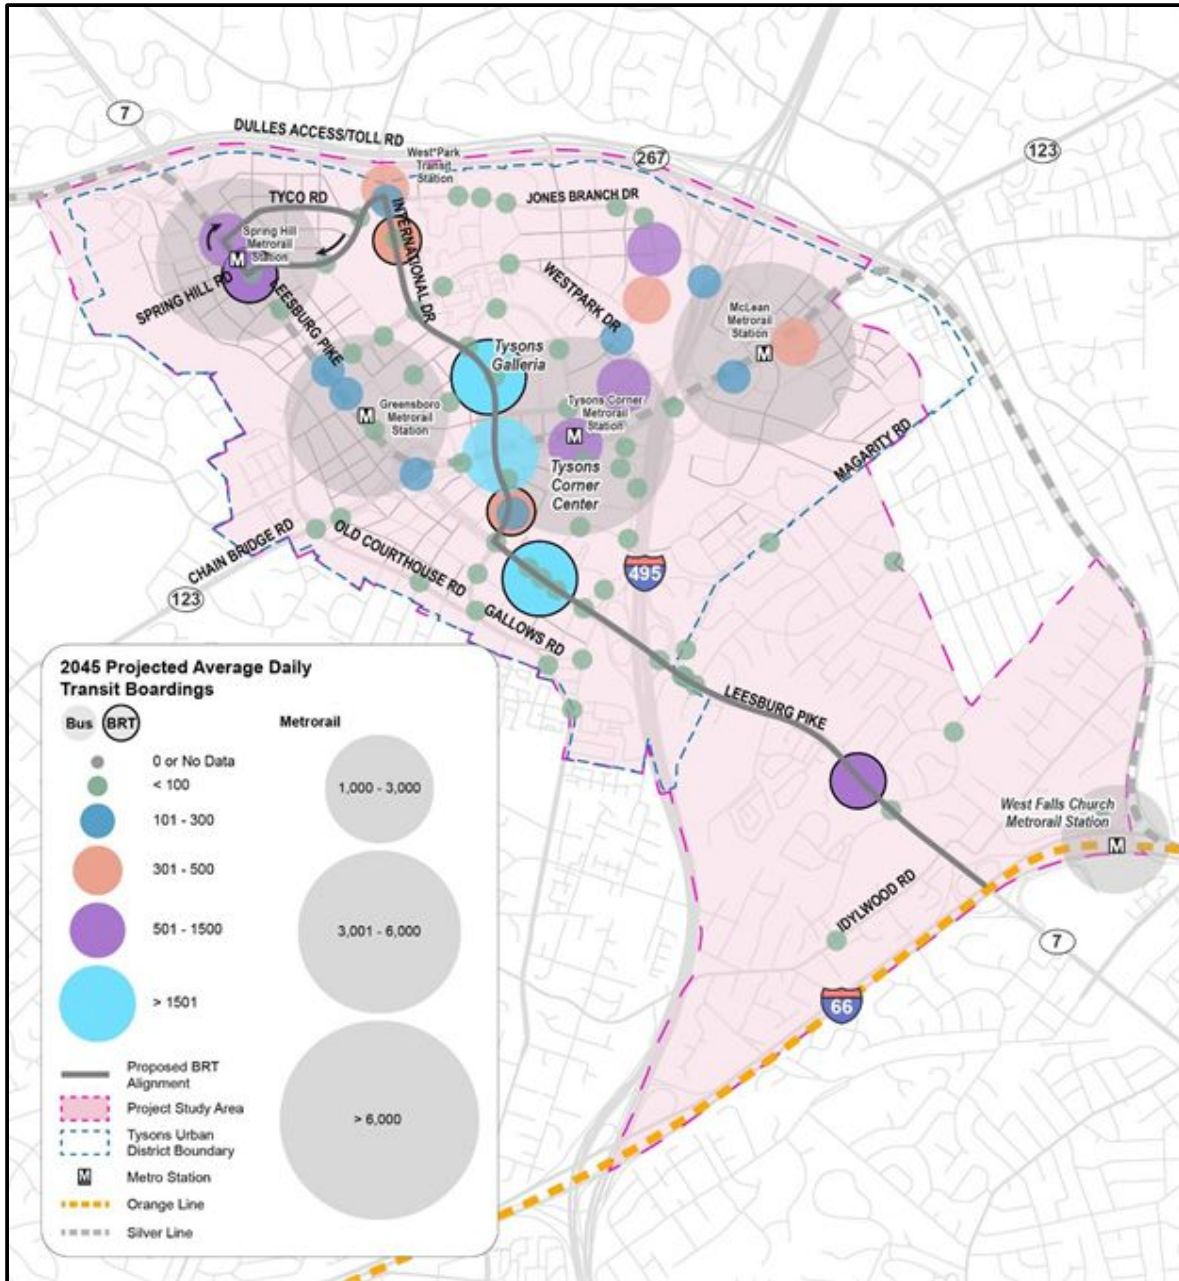 7
DULLES ACCESS/TOLL RD
West*Park
Transit
Station
267
123
TYCO RD
JONES BRANCH DR
INTERNATIONAL DR
Spring Hill
Metrorail
Station
M
SPRING HILL RD
LEESBURG PIKE
WESTPARK DR
McLean
Metrorail
Station
M
Tysons
Galleria
Greensboro
Metrorail
Station
M
Tysons Corner
Metrorail
Station
M
Tysons
Corner
Center
MAGARITY RD
CHAIN BRIDGE RD
OLD COURTHOUSE RD
495
123
GALLOWS RD
LEESBURG PIKE
West Falls Church
Metrorail Station
M
IDYLWOOD RD
7
66
2045 Projected Average Daily
Transit Boardings
Bus BRT
Metrorail
0 or No Data
< 100
101 - 300
301 - 500
501 - 1500
> 1501
1,000 - 3,000
3,001 - 6,000
> 6,000
Proposed BRT
Alignment
Project Study Area
Tysons Urban
District Boundary
M Metro Station
Orange Line
Silver Line